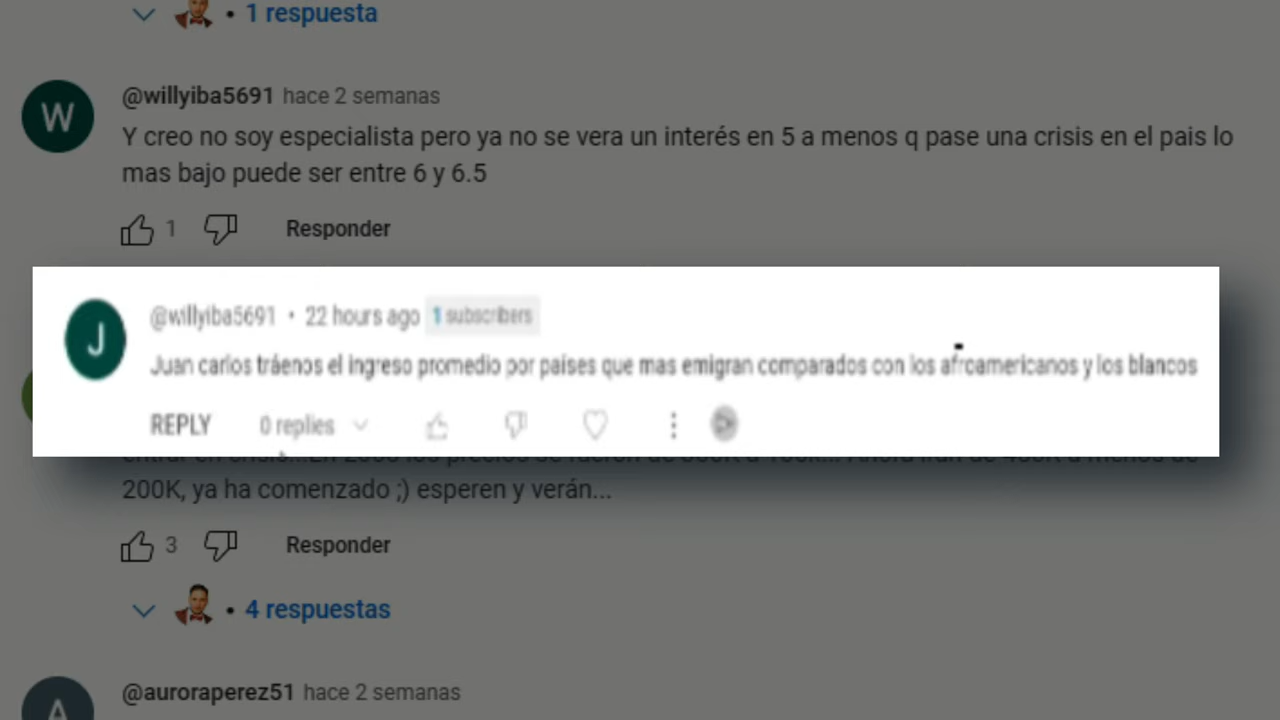 • 1 respuesta
W
@willyiba5691 hace 2 semanas
Y creo no soy especialista pero ya no se vera un interés en 5 a menos q pase una crisis en el pais lo
mas bajo puede ser entre 6 y 6.5
1 Responder
J
@willyiba5691 • 22 hours ago 1 subscribers
Juan carlos tráenos el ingreso promedio por países que mas emigran comparados con los afroamericanos y los blancos
REPLY 0 replies
200K, ya ha comenzado ;) esperen y verán...
3 Responder
• 4 respuestas
A
@auroraperez51 hace 2 semanas